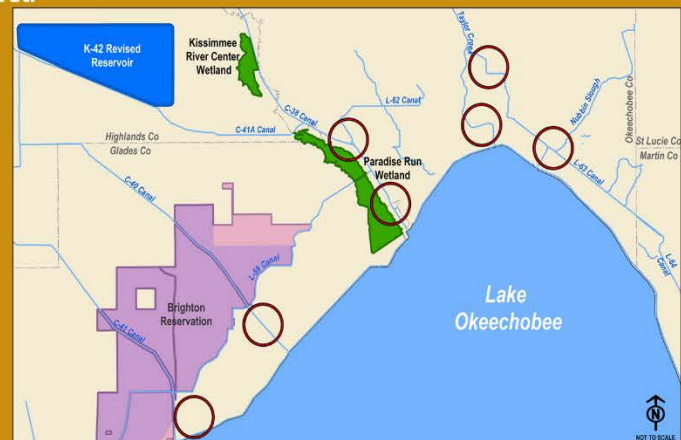 K-42 Revised
Reservoir
Kissimmee
River Center
Wetland
Taylor Creek
Nubbin Slough
Okeechobee Co
L-62 Canal
C-38 Canal
C-41A Canal
Highlands Co
Glades Co
St Lucie Co
Martin Co
Paradise Run
Wetland
L-63 Canal
C-40 Canal
L-59 Canal
L-64
Canal
Brighton
Reservation
C-41 Canal
Lake
Okeechobee
N
NOT TO SCALE